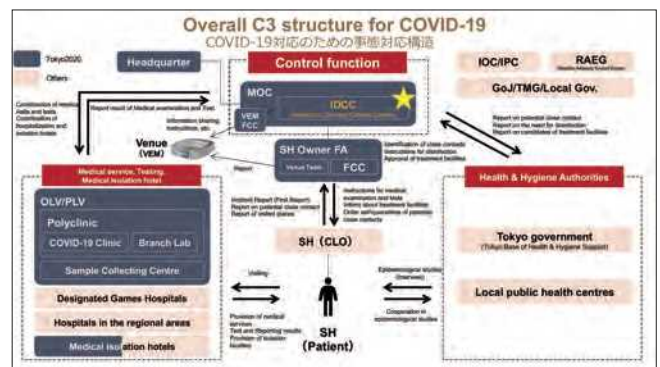 Overall C3 structure for COVID-19
COVID-19対応のための事態対応構造
Tokyo2020
Others
Headquarter
Control function
MOC
IDCC
VEM
FCC
IOC/IPC
RAEG
GoJ/TMG/Local Gov.
Report result of Medical examination and Test
Information sharing,
instructions, etc.
Venue
(VEM)
Report
SH Owner FA
Venue Team
FCC
Identification of close contacts
Instructions for disinfection
Approval of treatment facilities
Report on potential close contact
Report on the need for disinfection
Report on candidates of treatment facilities
Medical service, Testing,
Medical isolation hotel
OLV/PLV
Polyclinic
COVID-19 Clinic
Branch Lab
Sample Collecting Centre
Designated Games Hospitals
Hospitals in the regional areas
Medical isolation hotels
Incident Report (First Report)
Report on potential close contact
Report of visited places
Instructions for medical
examination and tests
Inform about treatment facilities
contacts
SH (CLO)
Visiting
Provision of medical
services
Test and Reporting results
Provision of isolation
facilities
SH
(Patient)
Epidemiological studies
(Interviews)
Cooperation in
epidemiological studies
Health & Hygiene Authorities
Tokyo government
(Tokyo Base of Health & Hygiene Support)
Local public health centres